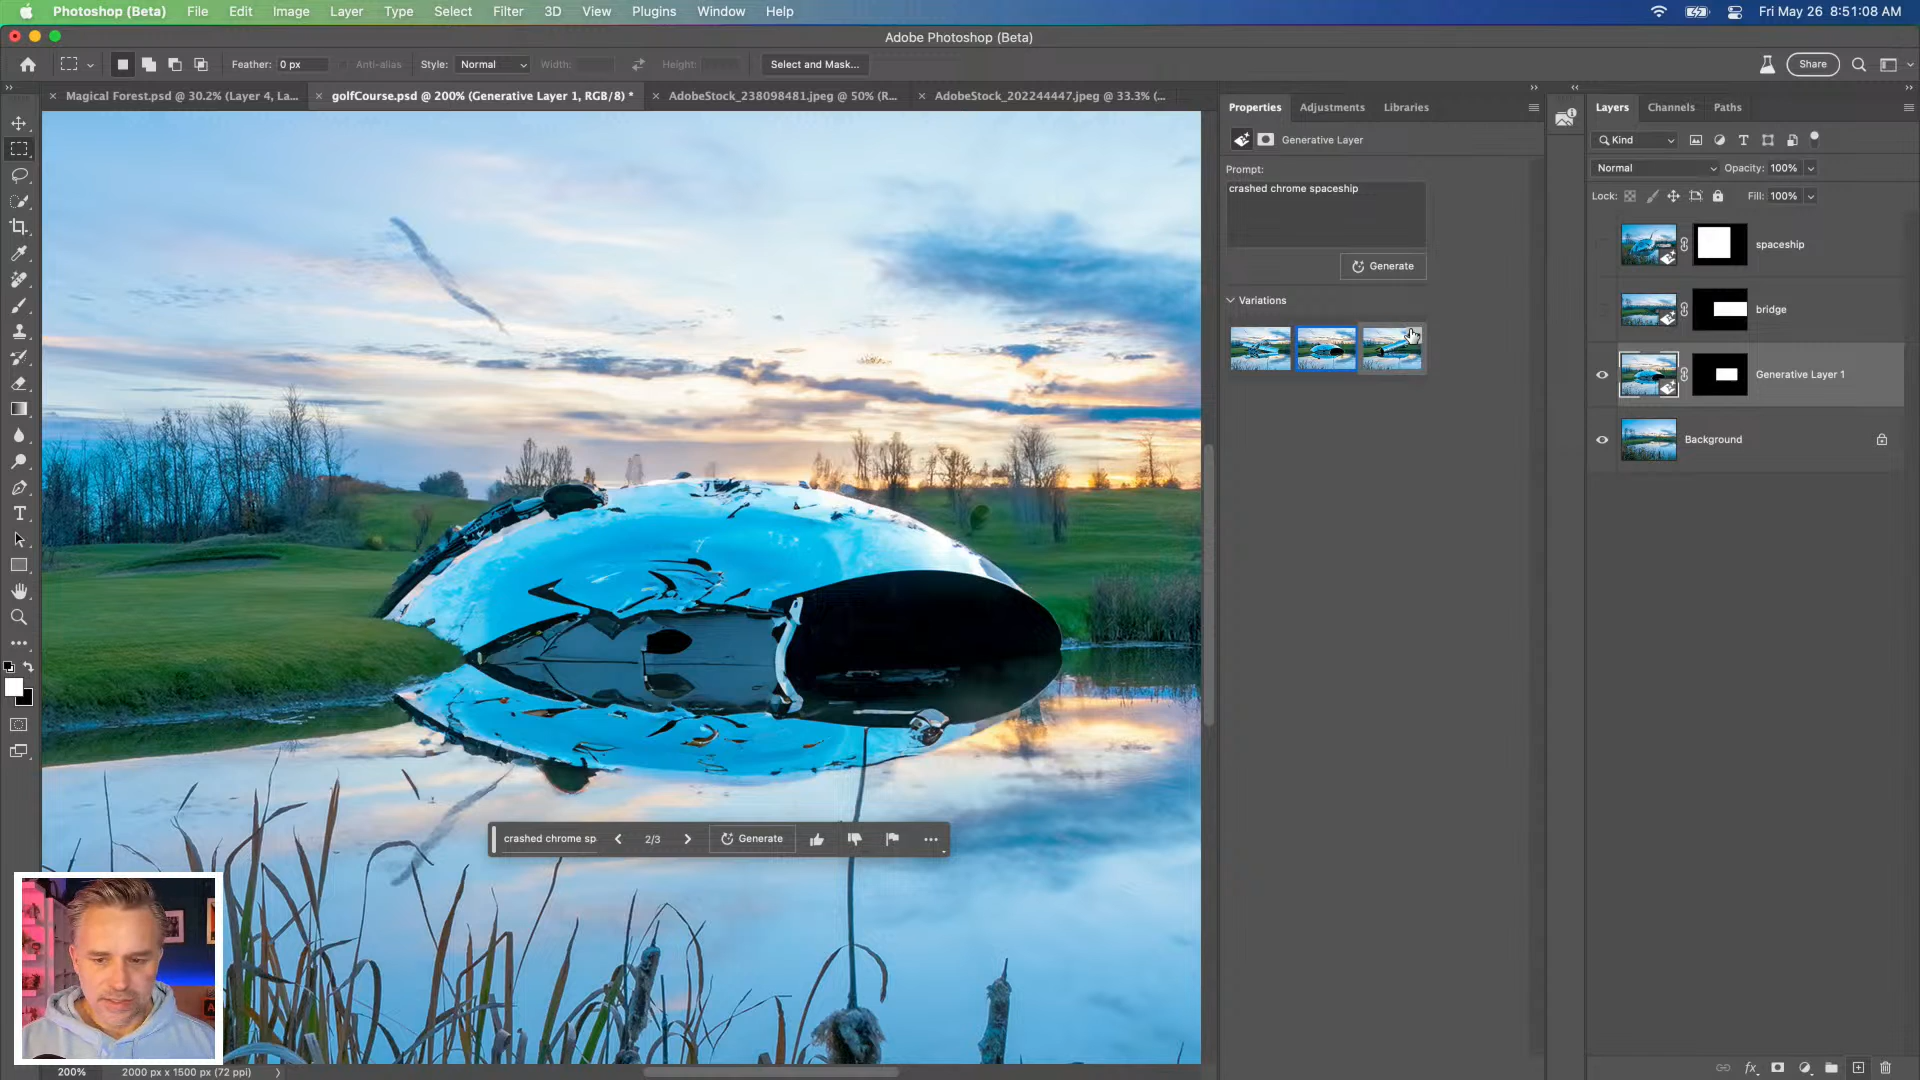 Photoshop (Beta) File Edit Image Layer Type Select Filter 3D View Plugins Window Help Fri May 26 8:51:08 AM
Adobe Photoshop (Beta)
Feather: 0 px Anti-alias Style: Normal Width: Height: Select and Mask... Share
Magical Forest.psd @ 30.2% (Layer 4, La... golfCourse.psd @ 200% (Generative Layer 1, RGB/8) * AdobeStock_238098481.jpeg @ 50% (R... AdobeStock_202244447.jpeg @ 33.3% (...
Properties Adjustments Libraries
Generative Layer
Prompt:
crashed chrome spaceship
Generate
Variations
Layers Channels Paths
Kind
Normal Opacity: 100%
Lock: Fill: 100%
spaceship
bridge
Generative Layer 1
Background
crashed chrome sp 2/3 Generate
200% 2000 px x 1500 px (72 ppi)